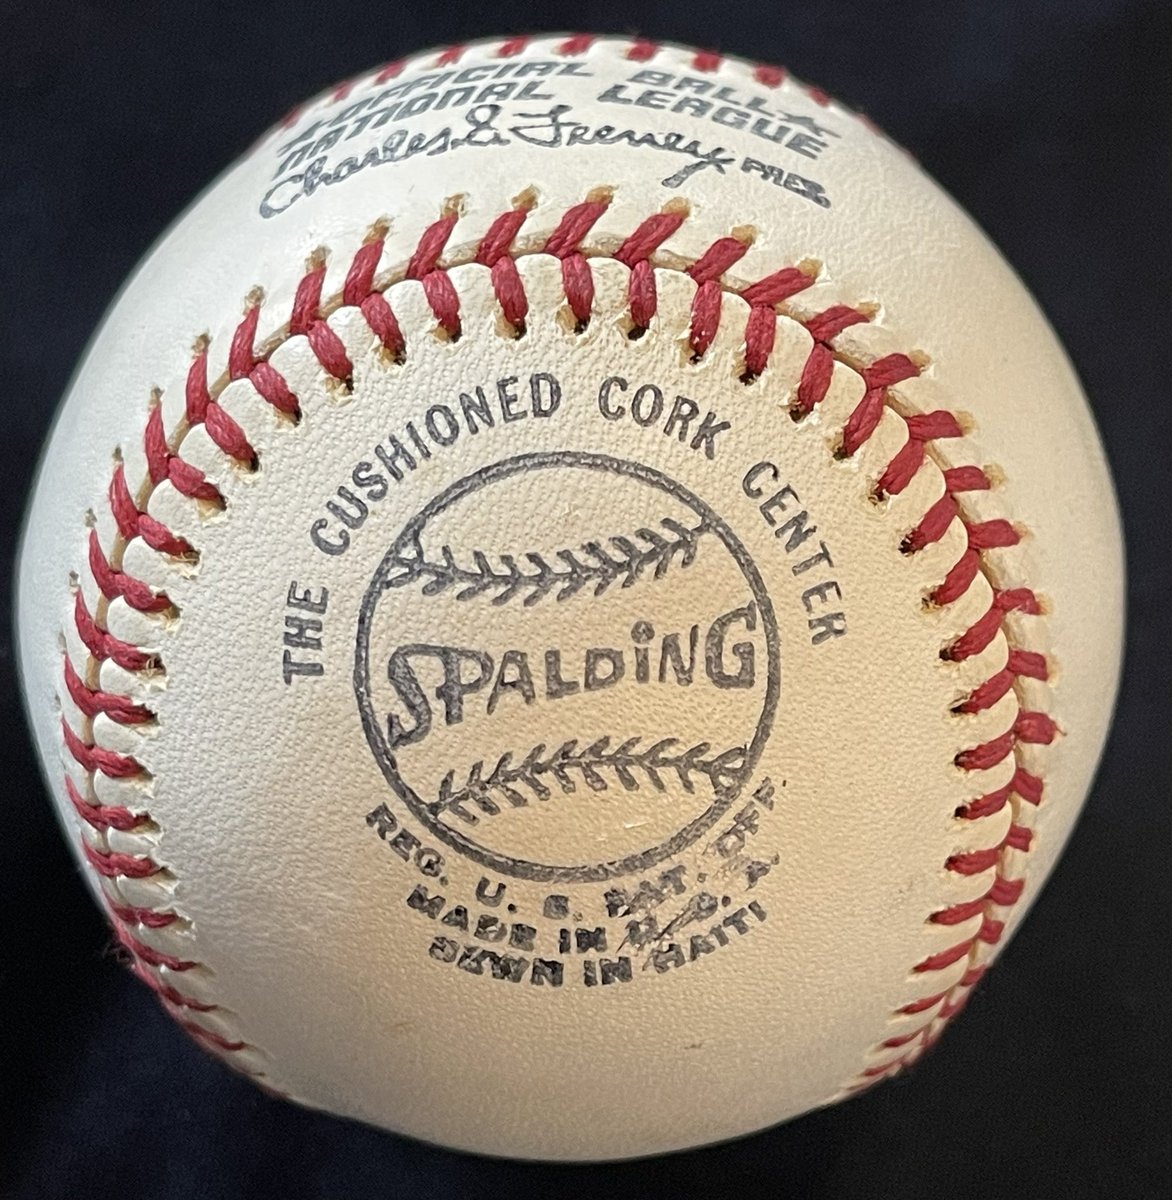 ★OFFICIAL BALL★
NATIONAL LEAGUE
Charles S. Feeney PRES.
THE CUSHIONED CORK CENTER
SPALDING
REG. U. S. PAT. OFF.
MADE IN U. S. A.
SEWN IN HAITI